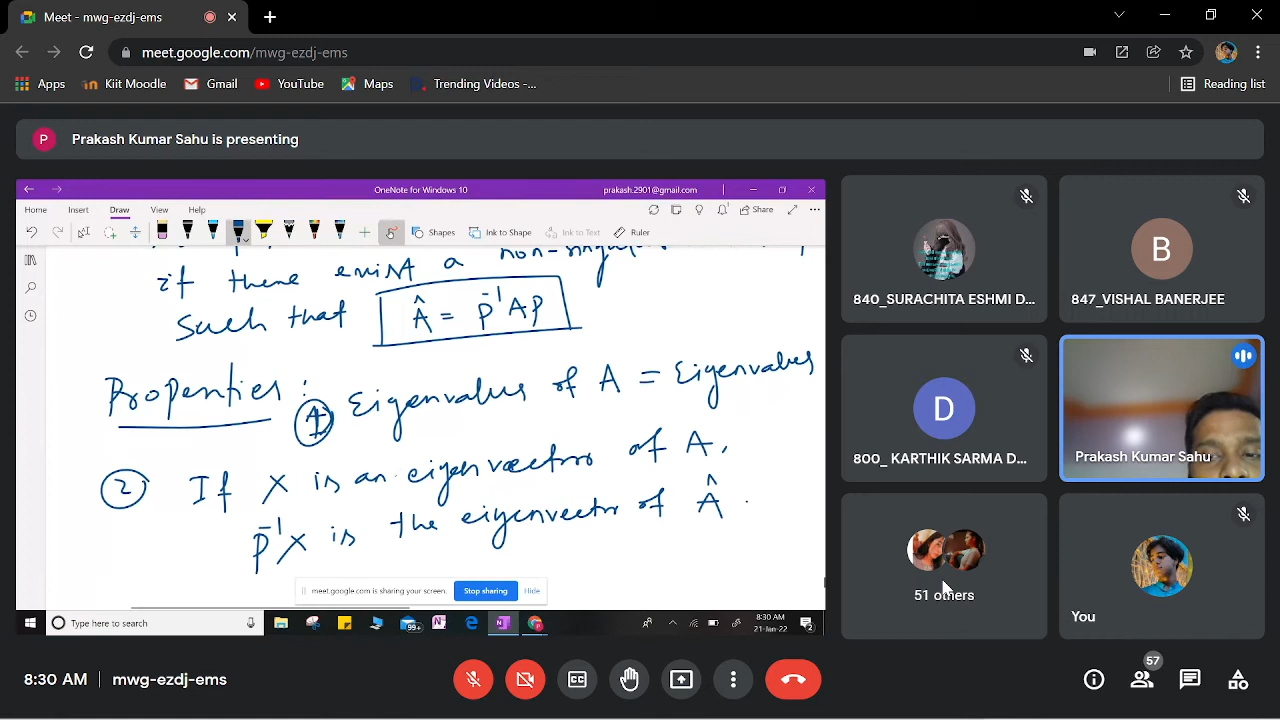 Meet - mwg-ezdj-ems
meet.google.com/mwg-ezdj-ems
Apps Kiit Moodle Gmail YouTube Maps Trending Videos -... Reading list
P Prakash Kumar Sahu is presenting
OneNote for Windows 10 prakash.2901@gmail.com
Home Insert Draw View Help Share
Shapes Ink to Shape Ink to Text Ruler
if there exist a non-singular
Such that Â = p⁻¹Ap
Properties : ① Eigenvalues of A = Eigenvalues
② If X is an eigenvector of A,
p⁻¹X is the eigenvector of Â .
meet.google.com is sharing your screen. Stop sharing Hide
Type here to search 99+ 8:30 AM
21-Jan-22 2
840_SURACHITA ESHMI D...
B
847_VISHAL BANERJEE
D
800_ KARTHIK SARMA D...
Prakash Kumar Sahu
51 others
You
8:30 AM | mwg-ezdj-ems 57